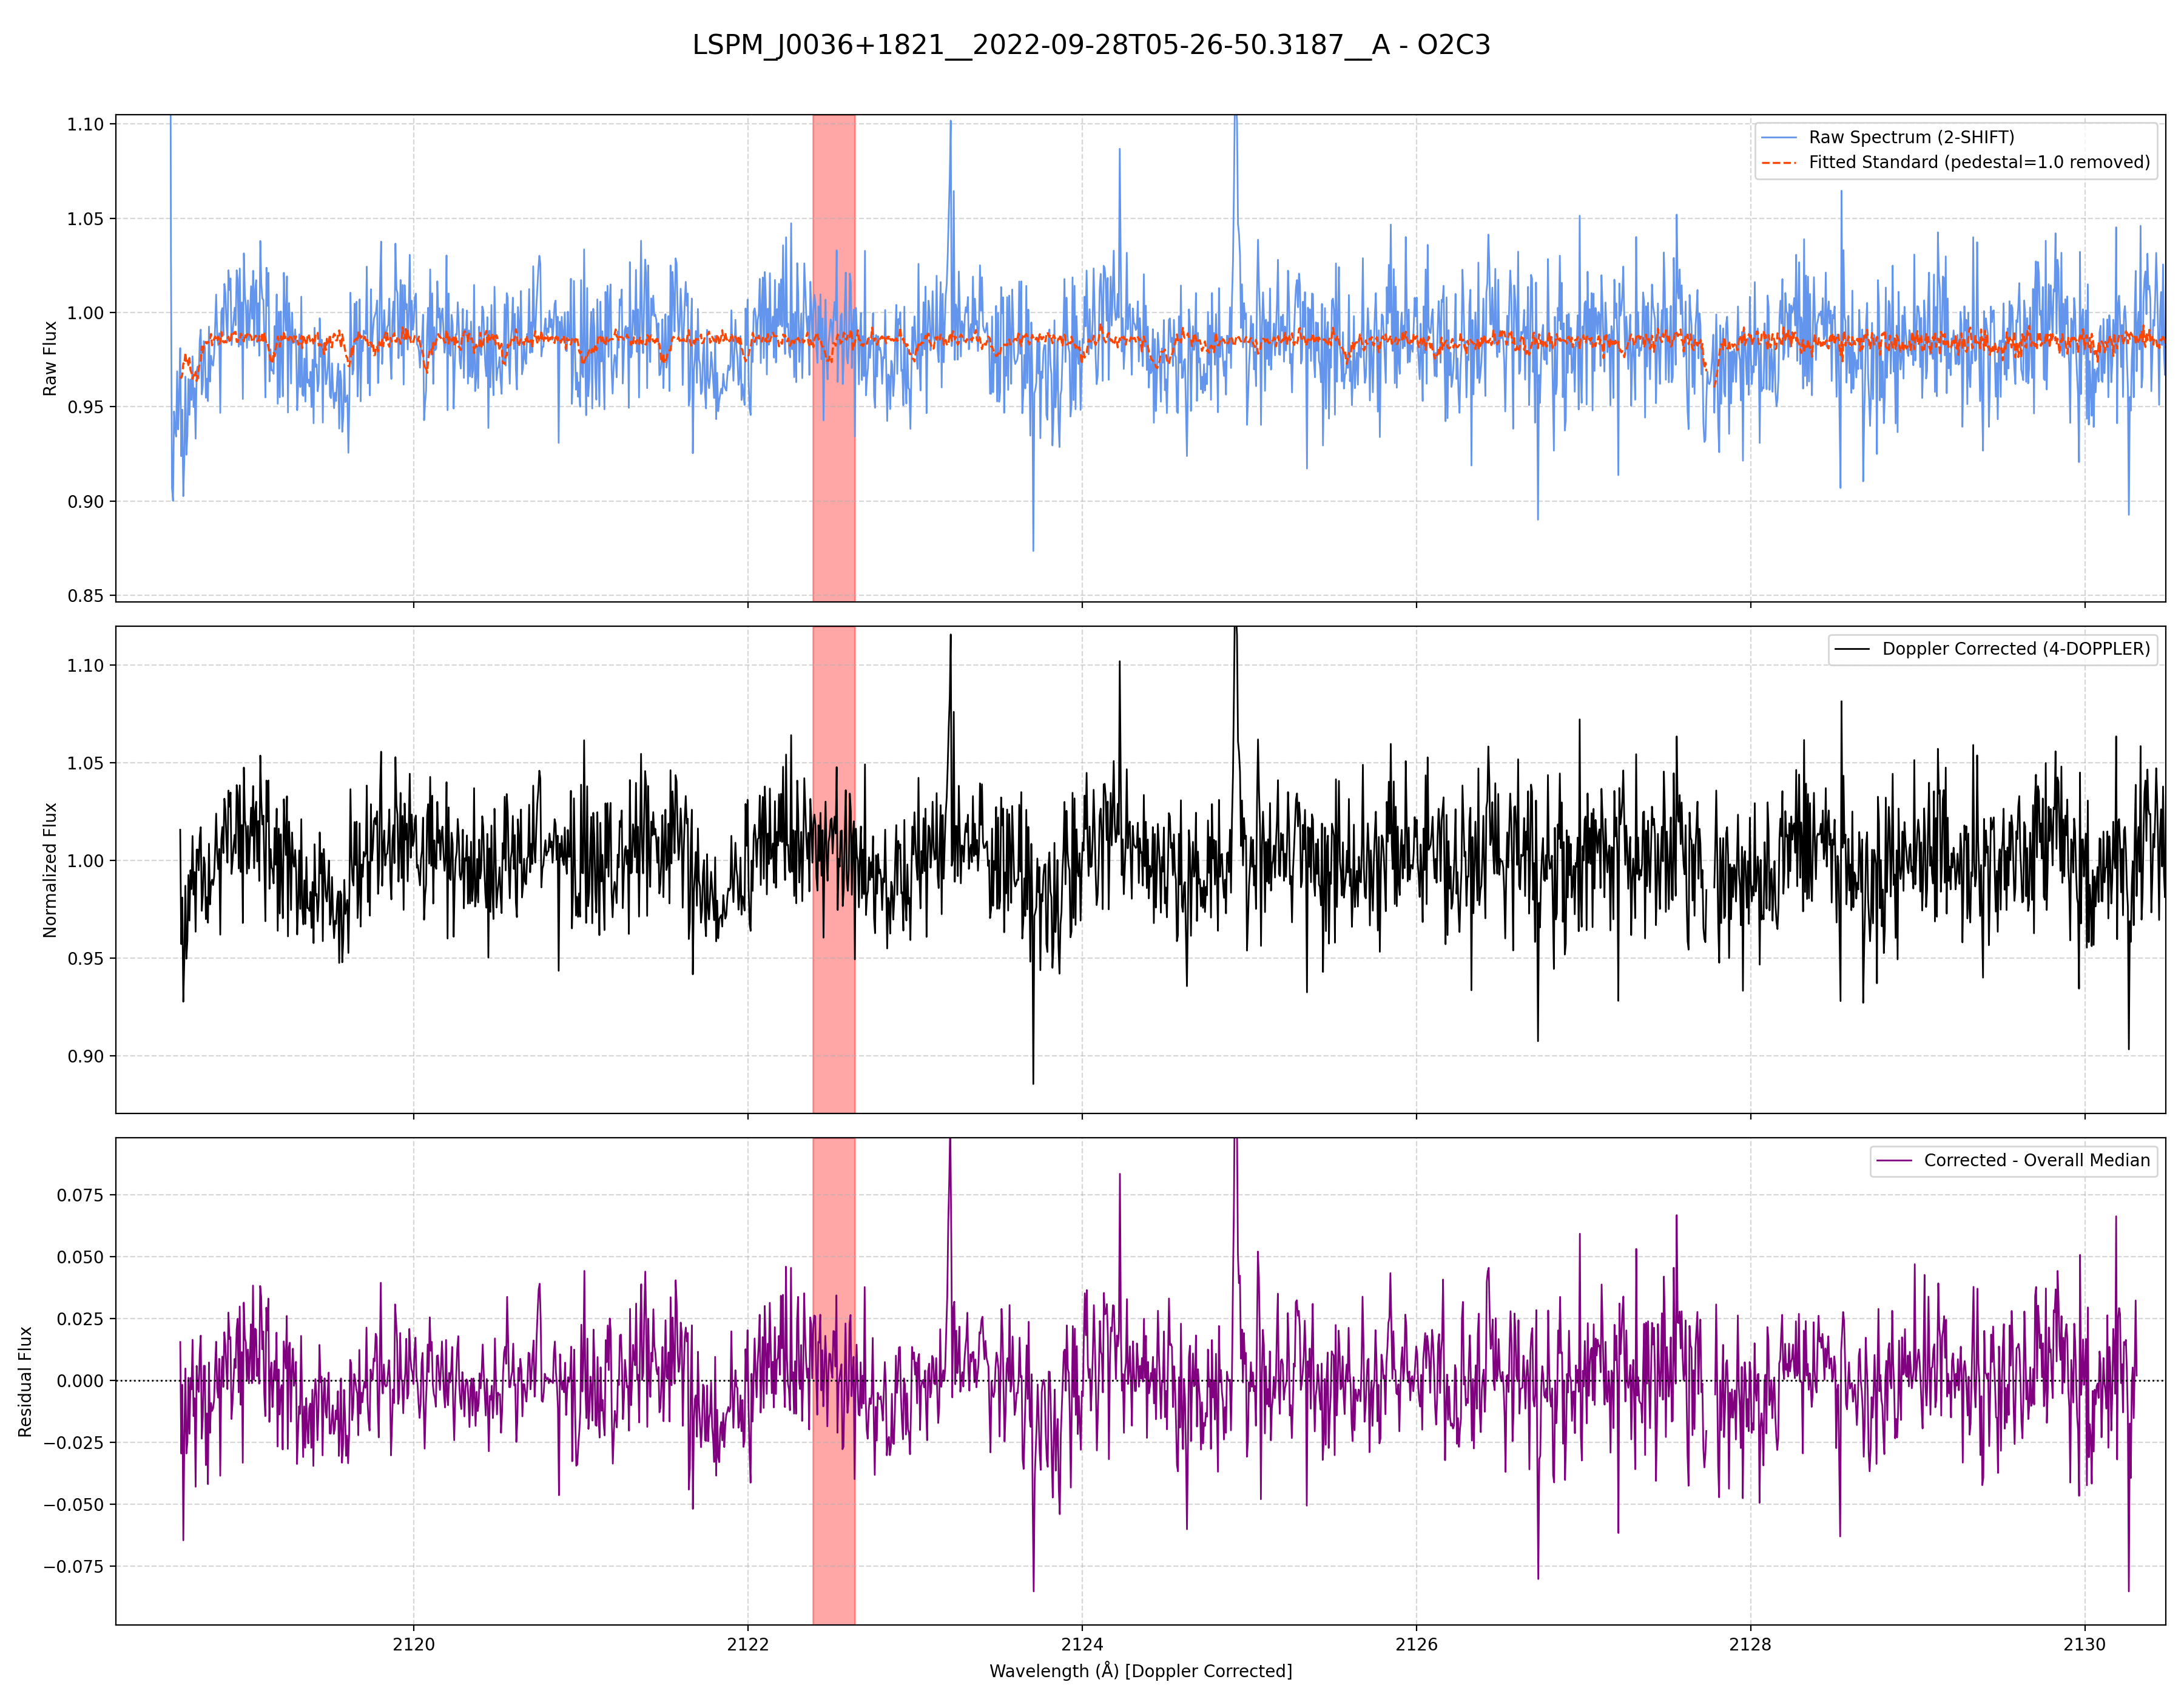 LSPM_J0036+1821__2022-09-28T05-26-50.3187__A - O2C3
1.10
1.05
1.00
0.95
0.90
0.85
Raw Flux
Raw Spectrum (2-SHIFT)
Fitted Standard (pedestal=1.0 removed)
1.10
1.05
1.00
0.95
0.90
Normalized Flux
Doppler Corrected (4-DOPPLER)
0.075
0.050
0.025
0.000
−0.025
−0.050
−0.075
Residual Flux
Corrected - Overall Median
2120 2122 2124 2126 2128 2130
Wavelength (Å) [Doppler Corrected]